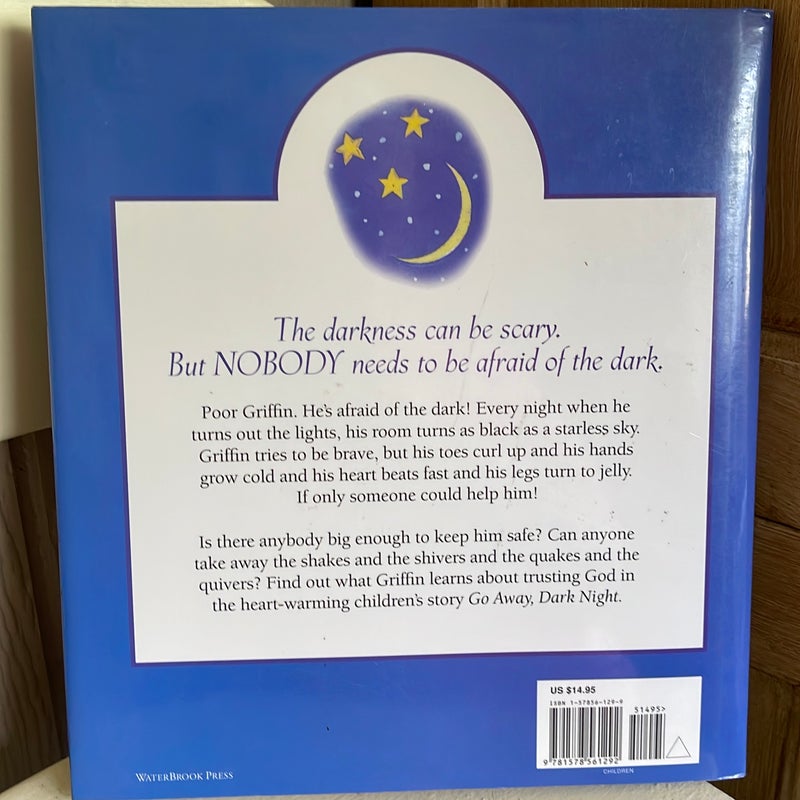 The darkness can be scary.
But NOBODY needs to be afraid of the dark.
Poor Griffin. He's afraid of the dark! Every night when he
turns out the lights, his room turns as black as a starless sky.
Griffin tries to be brave, but his toes curl up and his hands
grow cold and his heart beats fast and his legs turn to jelly.
If only someone could help him!
Is there anybody big enough to keep him safe? Can anyone
take away the shakes and the shivers and the quakes and the
quivers? Find out what Griffin learns about trusting God in
the heart-warming children's story Go Away, Dark Night.
US $14.95
ISBN 1-57856-129-9
51495>
9 781578 561292
CHILDREN
WATERBROOK PRESS